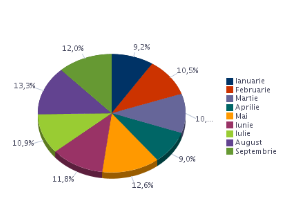 12,0%
9,2%
10,5%
13,3%
10,...
10,9%
9,0%
11,8%
12,6%
Ianuarie
Februarie
Martie
Aprilie
Mai
Iunie
Iulie
August
Septembrie